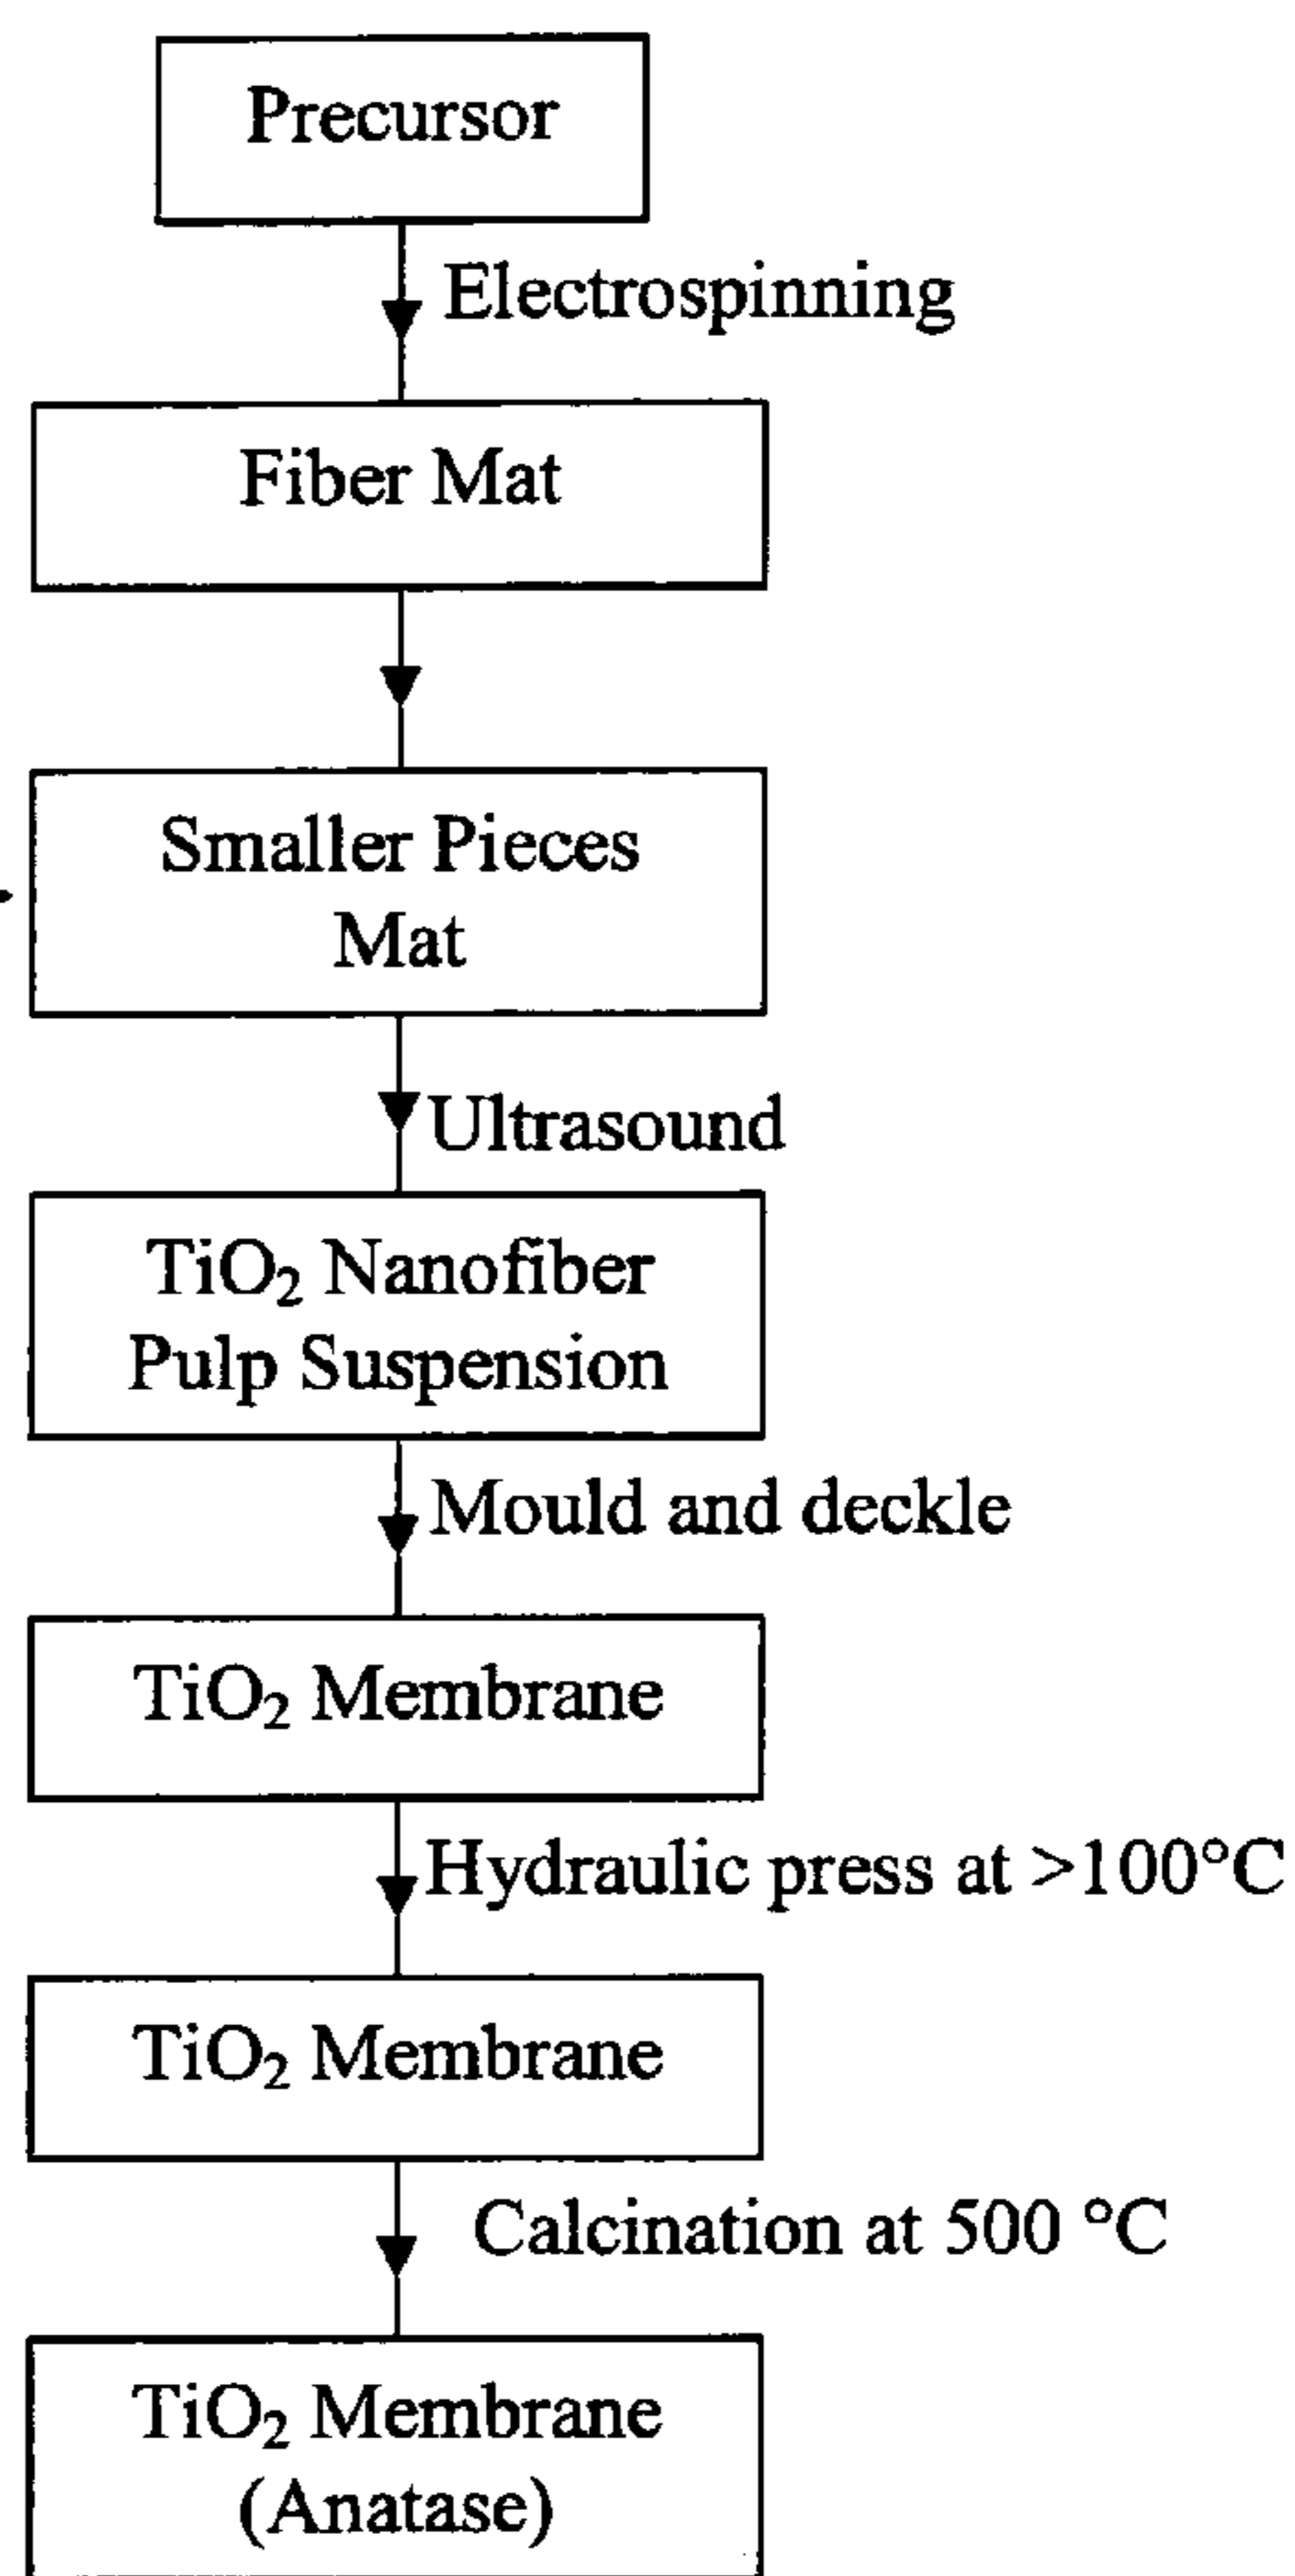 Precursor
Electrospinning
Fiber Mat
Smaller Pieces
Mat
Ultrasound
TiO₂ Nanofiber
Pulp Suspension
Mould and deckle
TiO₂ Membrane
Hydraulic press at >100°C
TiO₂ Membrane
Calcination at 500 °C
TiO₂ Membrane
(Anatase)